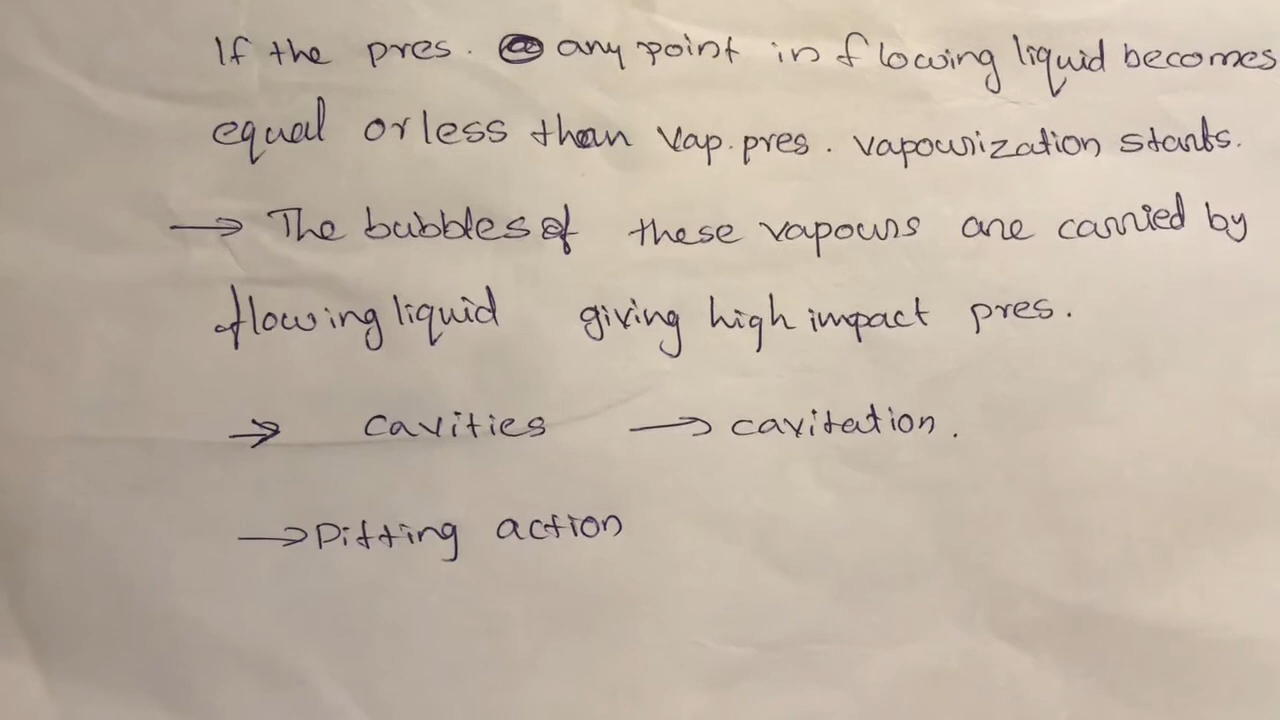 If the pres. @ any point in flowing liquid becomes
equal or less than vap. pres. vapourization starts.
→ The bubbles of these vapours are carried by
flowing liquid giving high impact pres.
→ cavities → cavitation.
→ Pitting action